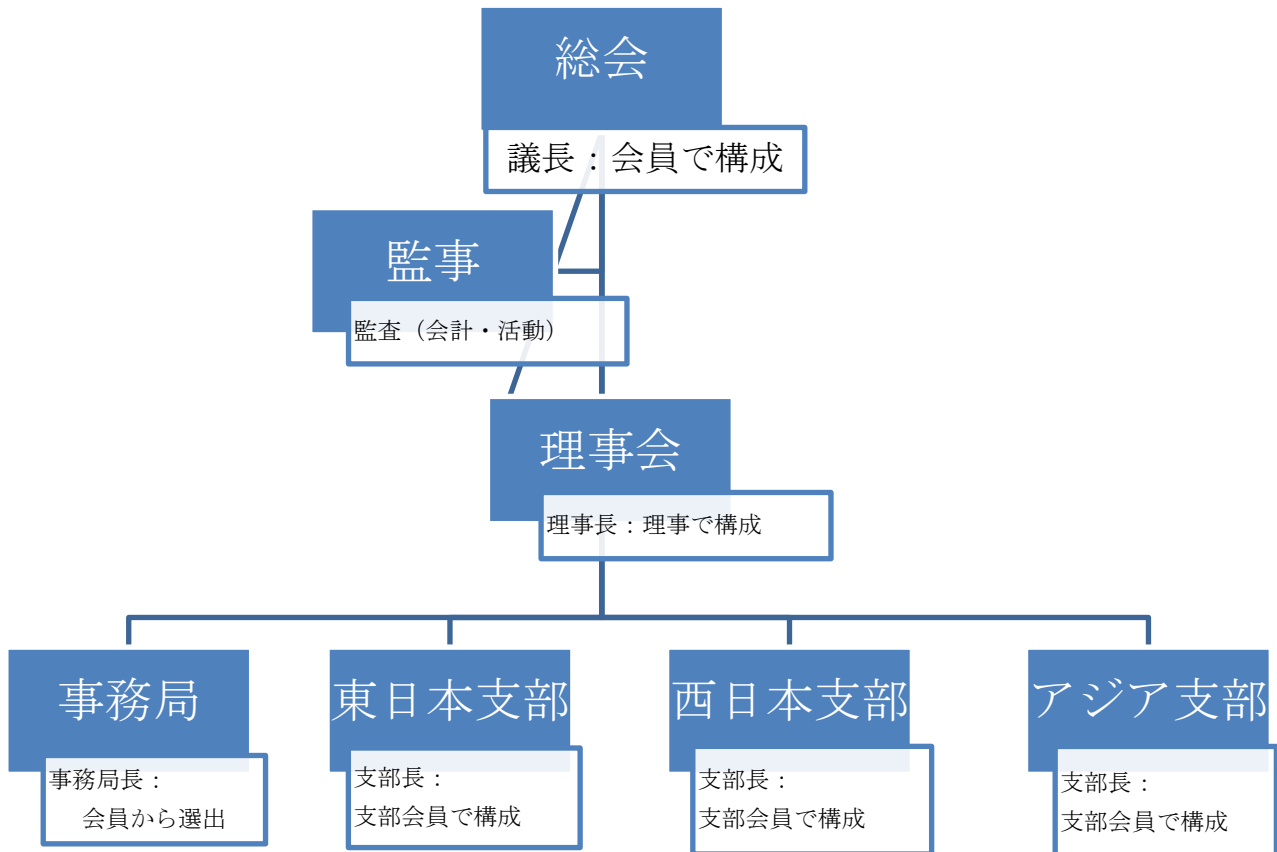 総会
議長：会員で構成
監事
監査（会計・活動）
理事会
理事長：理事で構成
事務局
事務局長：
会員から選出
東日本支部
支部長：
支部会員で構成
西日本支部
支部長：
支部会員で構成
アジア支部
支部長：
支部会員で構成